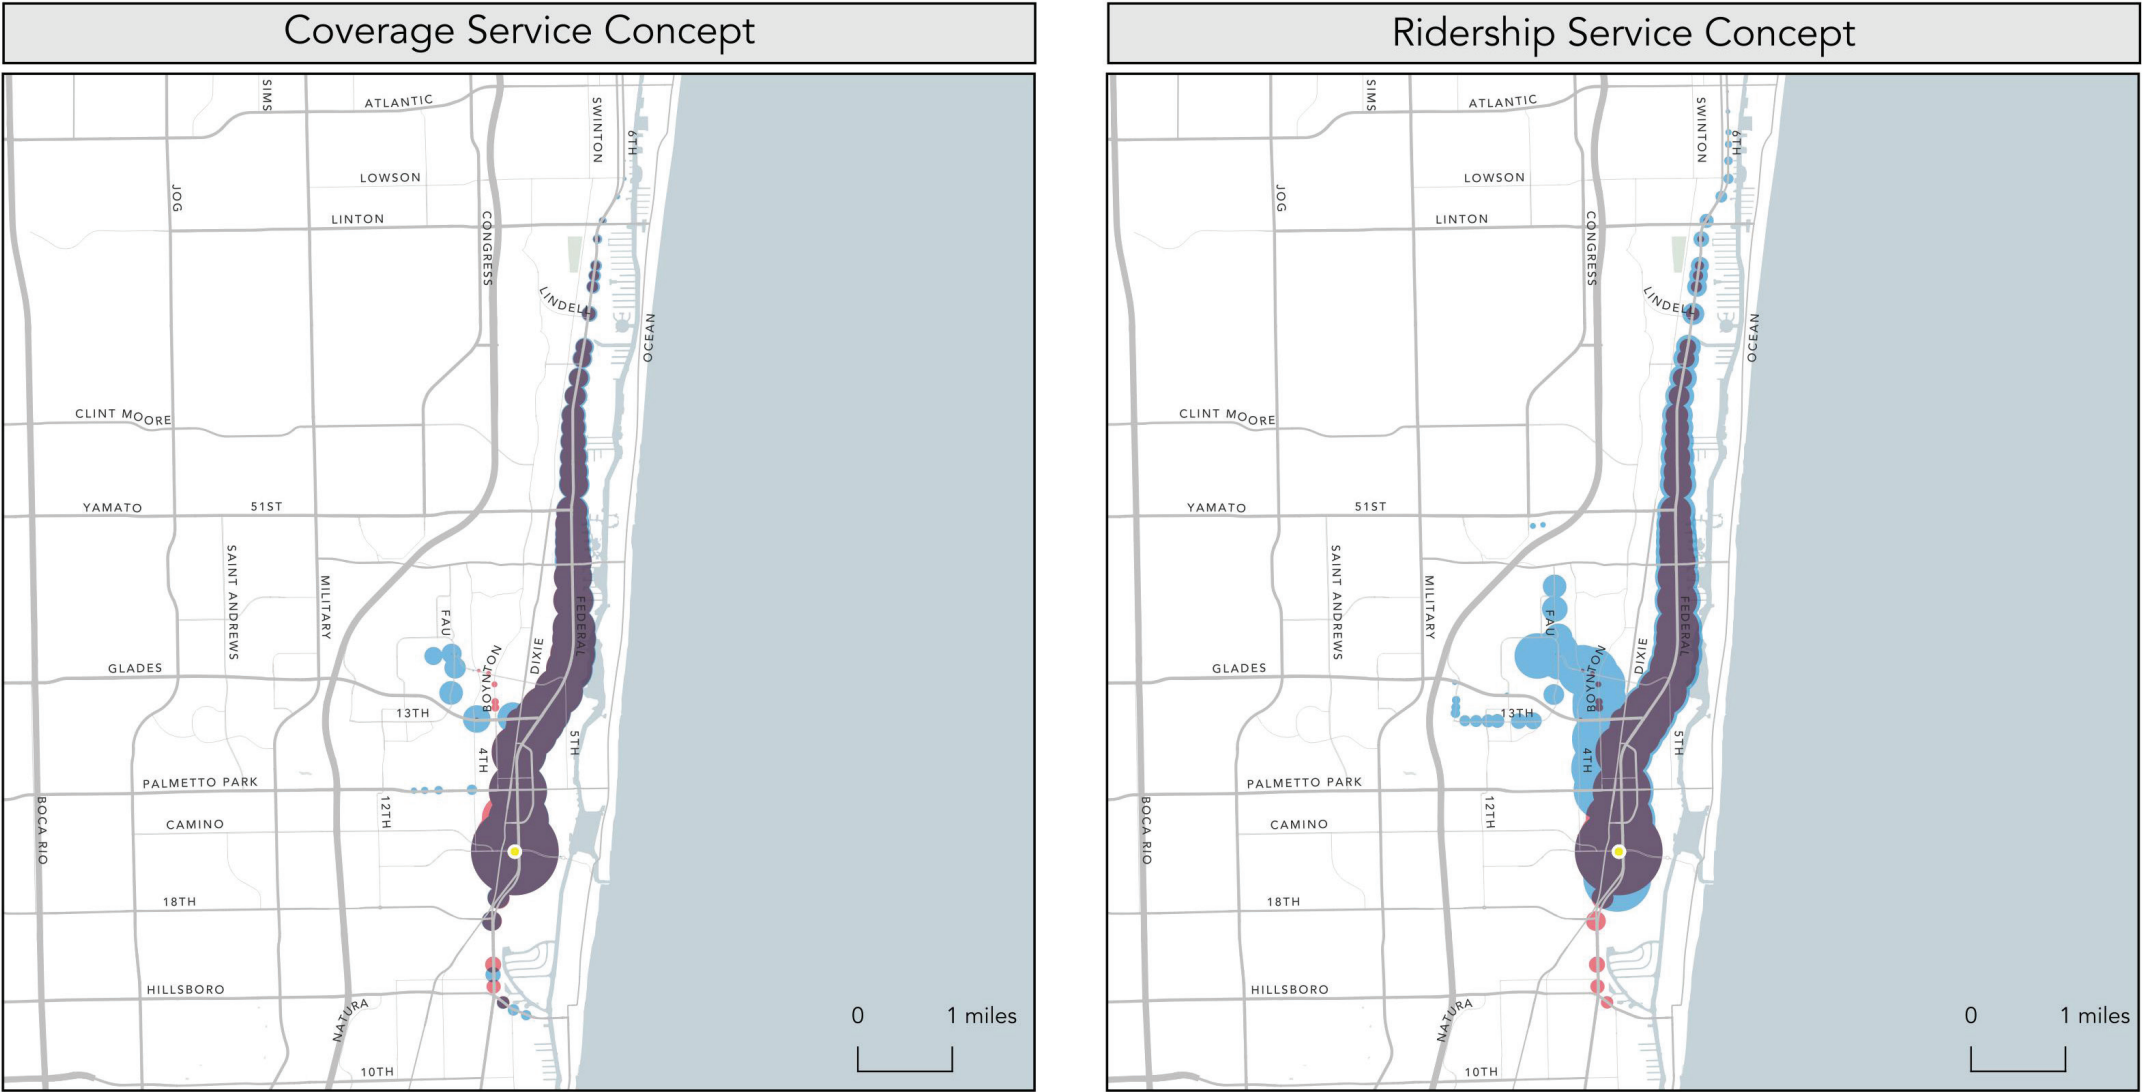 Coverage Service Concept
SIMS
ATLANTIC
SWINTON
6TH
LOWSON
JOG
LINTON
CONGRESS
LINDELL
OCEAN
CLINT MOORE
YAMATO
51ST
SAINT ANDREWS
MILITARY
FAU
FEDERAL
DIXIE
BOYNTON
GLADES
13TH
5TH
4TH
PALMETTO PARK
12TH
BOCA RIO
CAMINO
18TH
HILLSBORO
NATURA
10TH
0 1 miles
Ridership Service Concept
SIMS
ATLANTIC
SWINTON
6TH
LOWSON
JOG
LINTON
CONGRESS
LINDELL
OCEAN
CLINT MOORE
YAMATO
51ST
SAINT ANDREWS
MILITARY
FAU
FEDERAL
DIXIE
BOYNTON
GLADES
13TH
5TH
4TH
PALMETTO PARK
12TH
BOCA RIO
CAMINO
18TH
HILLSBORO
NATURA
10TH
0 1 miles